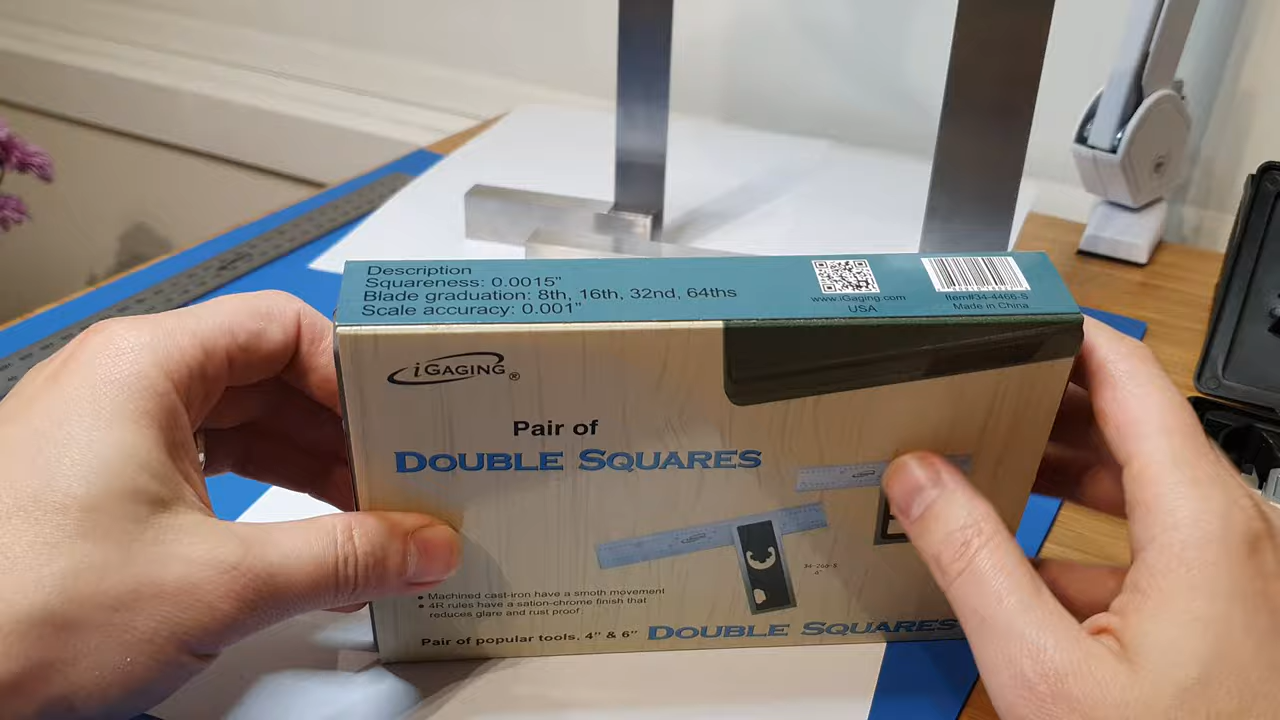 Description
Squareness: 0.0015"
Blade graduation: 8th, 16th, 32nd, 64ths
Scale accuracy: 0.001"
www.iGaging.com
USA
Item#34-4466-S
Made in China
iGAGING®
Pair of
DOUBLE SQUARES
• Machined cast-iron have a smoth movement
• 4R rules have a sation-chrome finish that
reduces glare and rust proof
Pair of popular tools, 4" & 6" DOUBLE SQUARES